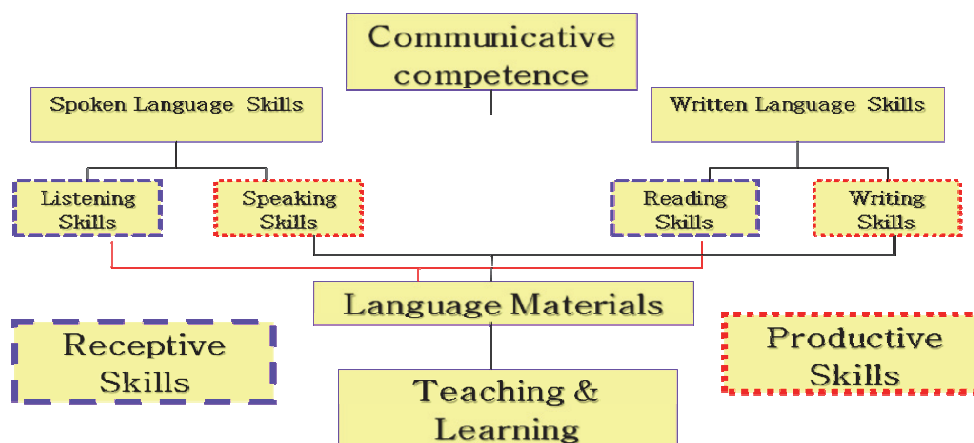 Communicative
competence
Spoken Language Skills
Written Language Skills
Listening
Skills
Speaking
Skills
Reading
Skills
Writing
Skills
Language Materials
Receptive
Skills
Productive
Skills
Teaching &
Learning